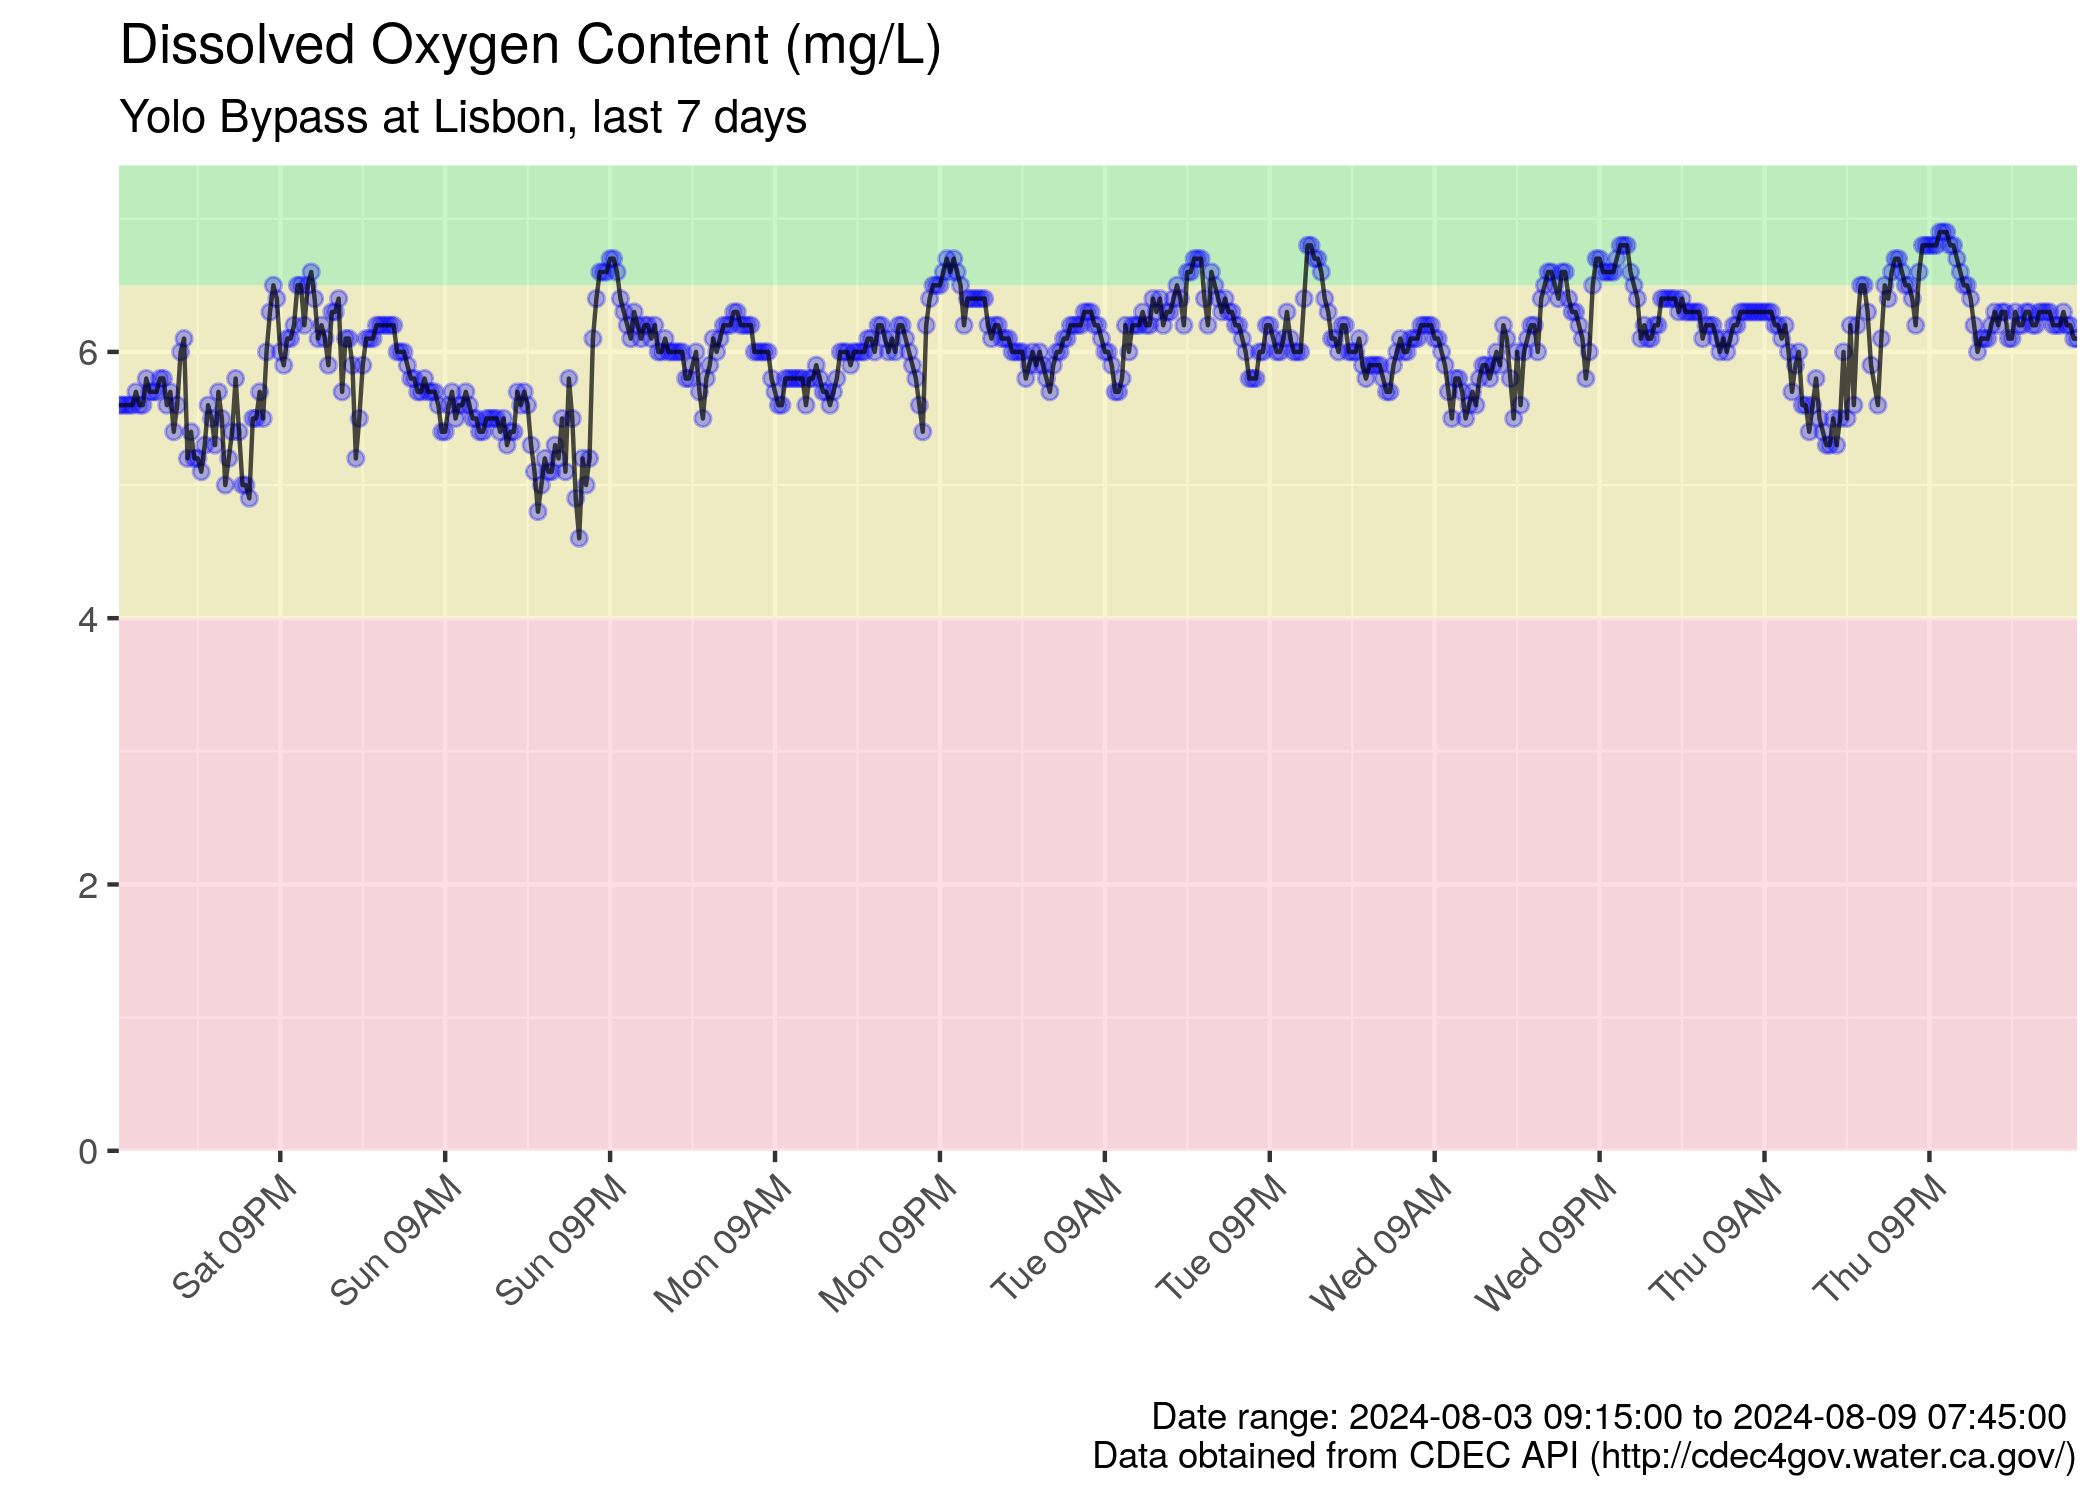 Dissolved Oxygen Content (mg/L)
Yolo Bypass at Lisbon, last 7 days
6
4
2
0
Sat 09PM
Sun 09AM
Sun 09PM
Mon 09AM
Mon 09PM
Tue 09AM
Tue 09PM
Wed 09AM
Wed 09PM
Thu 09AM
Thu 09PM
Date range: 2024-08-03 09:15:00 to 2024-08-09 07:45:00
Data obtained from CDEC API (http://cdec4gov.water.ca.gov/)